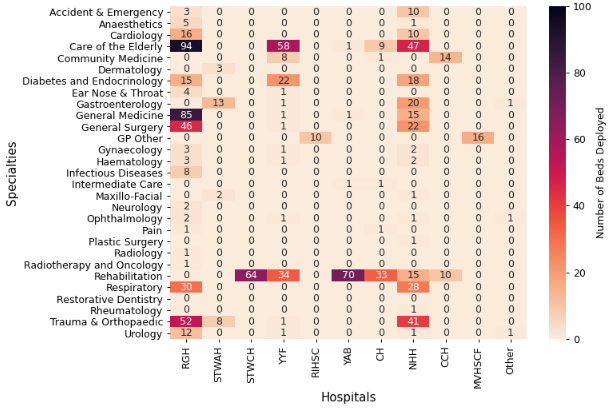 Specialties
Accident & Emergency 3 0 0 0 0 0 0 10 0 0 0
Anaesthetics 5 0 0 0 0 0 0 1 0 0 0
Cardiology 16 0 0 0 0 0 0 10 0 0 0
Care of the Elderly 94 0 0 58 0 1 9 47 0 0 0
Community Medicine 0 0 0 8 0 0 1 0 14 0 0
Dermatology 0 3 0 0 0 0 0 0 0 0 0
Diabetes and Endocrinology 15 0 0 22 0 0 0 18 0 0 0
Ear Nose & Throat 4 0 0 1 0 0 0 0 0 0 0
Gastroenterology 0 13 0 1 0 0 0 20 0 0 1
General Medicine 85 0 0 1 0 1 0 15 0 0 0
General Surgery 46 0 0 1 0 0 0 22 0 0 0
GP Other 0 0 0 0 10 0 0 0 0 16 0
Gynaecology 3 0 0 1 0 0 0 2 0 0 0
Haematology 3 0 0 1 0 0 0 2 0 0 0
Infectious Diseases 8 0 0 0 0 0 0 0 0 0 0
Intermediate Care 0 0 0 0 0 1 1 0 0 0 0
Maxillo-Facial 0 2 0 0 0 0 0 1 0 0 0
Neurology 2 0 0 0 0 0 0 0 0 0 0
Ophthalmology 2 0 0 1 0 0 0 1 0 0 1
Pain 1 0 0 0 0 0 1 0 0 0 0
Plastic Surgery 0 0 0 0 0 0 0 1 0 0 0
Radiology 1 0 0 0 0 0 0 0 0 0 0
Radiotherapy and Oncology 1 0 0 0 0 0 0 0 0 0 0
Rehabilitation 0 0 64 34 0 70 33 15 10 0 0
Respiratory 30 0 0 0 0 0 0 28 0 0 0
Restorative Dentistry 0 0 0 0 0 0 0 0 0 0 0
Rheumatology 0 0 0 0 0 0 0 1 0 0 0
Trauma & Orthopaedic 52 8 0 1 0 0 0 41 0 0 0
Urology 12 0 0 1 0 0 0 1 0 0 1
RGH STWAH STWCH YYF RIHSC YAB CH NHH CCH MVHSCF Other
Hospitals
100
80
60
40
20
0
Number of Beds Deployed